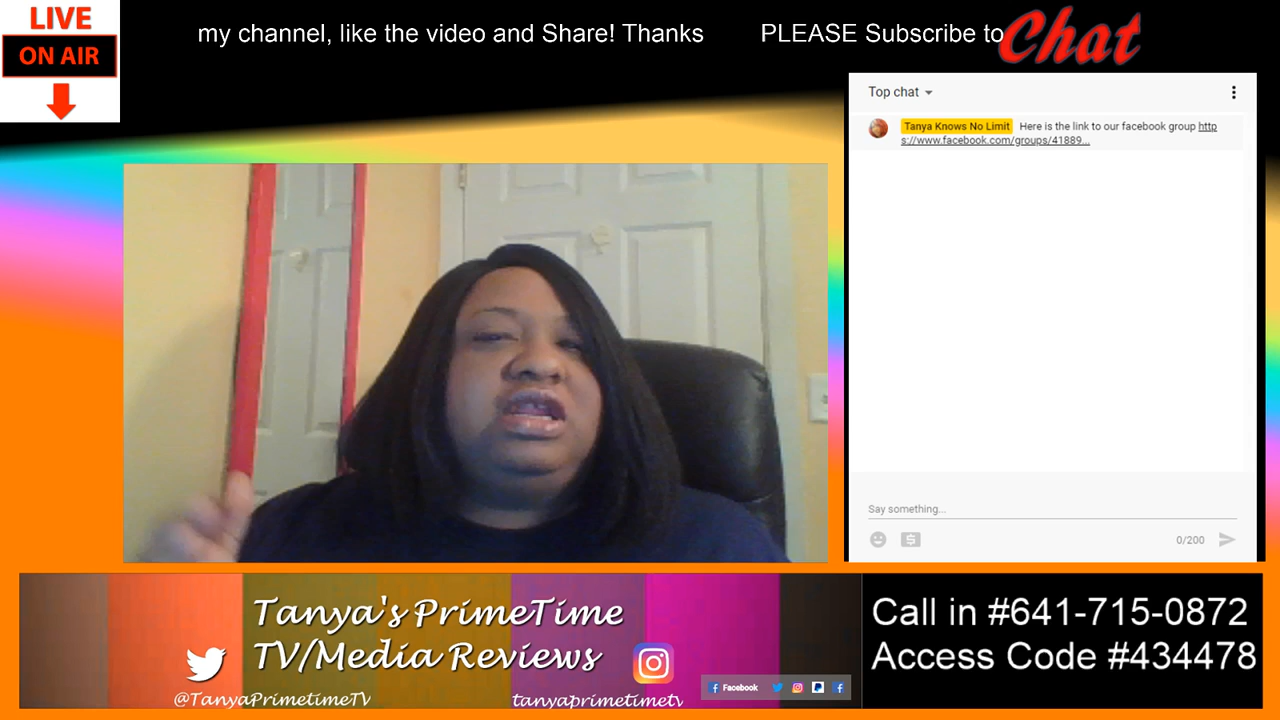 LIVE
ON AIR
my channel, like the video and Share! Thanks
PLEASE Subscribe to
Chat
Top chat
Tanya Knows No Limit Here is the link to our facebook group http
s://www.facebook.com/groups/41889...
Say something...
0/200
Tanya's PrimeTime
TV/Media Reviews
@TanyaPrimetimeTV
tanyaprimetimetv
Facebook
Call in #641-715-0872
Access Code #434478